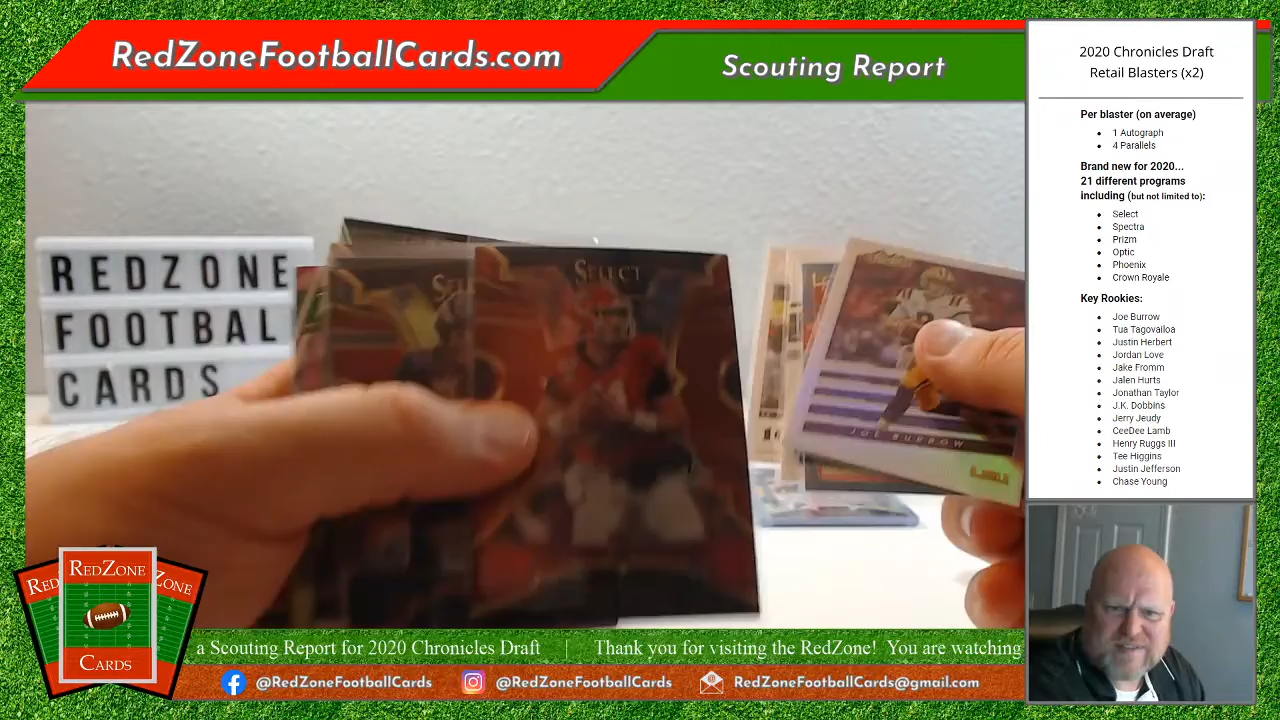 RedZoneFootballCards.com
Scouting Report
2020 Chronicles Draft
Retail Blasters (x2)
Per blaster (on average)
• 1 Autograph
• 4 Parallels
Brand new for 2020...
21 different programs
including (but not limited to):
• Select
• Spectra
• Prizm
• Optic
• Phoenix
• Crown Royale
Key Rookies:
• Joe Burrow
• Tua Tagovailoa
• Justin Herbert
• Jordan Love
• Jake Fromm
• Jalen Hurts
• Jonathan Taylor
• J.K. Dobbins
• Jerry Jeudy
• CeeDee Lamb
• Henry Ruggs III
• Tee Higgins
• Justin Jefferson
• Chase Young
REDZONE
FOOTBAL
CARDS
SELECT
JOE BURROW
RED
ZONE
REDZONE
CARDS
a Scouting Report for 2020 Chronicles Draft | Thank you for visiting the RedZone! You are watching
@RedZoneFootballCards
@RedZoneFootballCards
RedZoneFootballCards@gmail.com